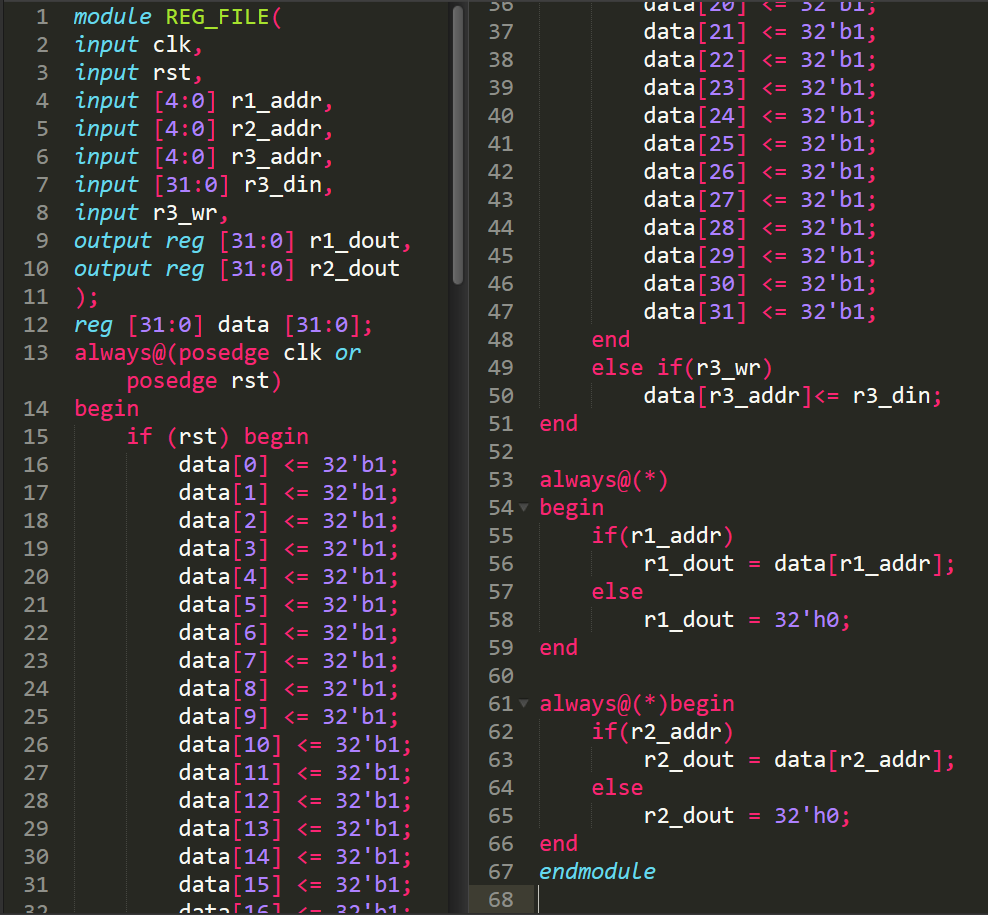 1 module REG_FILE(
2 input clk,
3 input rst,
4 input [4:0] r1_addr,
5 input [4:0] r2_addr,
6 input [4:0] r3_addr,
7 input [31:0] r3_din,
8 input r3_wr,
9 output reg [31:0] r1_dout,
10 output reg [31:0] r2_dout
11 );
12 reg [31:0] data [31:0];
13 always@(posedge clk or
posedge rst)
14 begin
15 if (rst) begin
16 data[0] <= 32'b1;
17 data[1] <= 32'b1;
18 data[2] <= 32'b1;
19 data[3] <= 32'b1;
20 data[4] <= 32'b1;
21 data[5] <= 32'b1;
22 data[6] <= 32'b1;
23 data[7] <= 32'b1;
24 data[8] <= 32'b1;
25 data[9] <= 32'b1;
26 data[10] <= 32'b1;
27 data[11] <= 32'b1;
28 data[12] <= 32'b1;
29 data[13] <= 32'b1;
30 data[14] <= 32'b1;
31 data[15] <= 32'b1;
32 data[16] <= 32'b1;
36 data[20] <= 32'b1;
37 data[21] <= 32'b1;
38 data[22] <= 32'b1;
39 data[23] <= 32'b1;
40 data[24] <= 32'b1;
41 data[25] <= 32'b1;
42 data[26] <= 32'b1;
43 data[27] <= 32'b1;
44 data[28] <= 32'b1;
45 data[29] <= 32'b1;
46 data[30] <= 32'b1;
47 data[31] <= 32'b1;
48 end
49 else if(r3_wr)
50 data[r3_addr]<= r3_din;
51 end
52
53 always@(*)
54 begin
55 if(r1_addr)
56 r1_dout = data[r1_addr];
57 else
58 r1_dout = 32'h0;
59 end
60
61 always@(*)begin
62 if(r2_addr)
63 r2_dout = data[r2_addr];
64 else
65 r2_dout = 32'h0;
66 end
67 endmodule
68